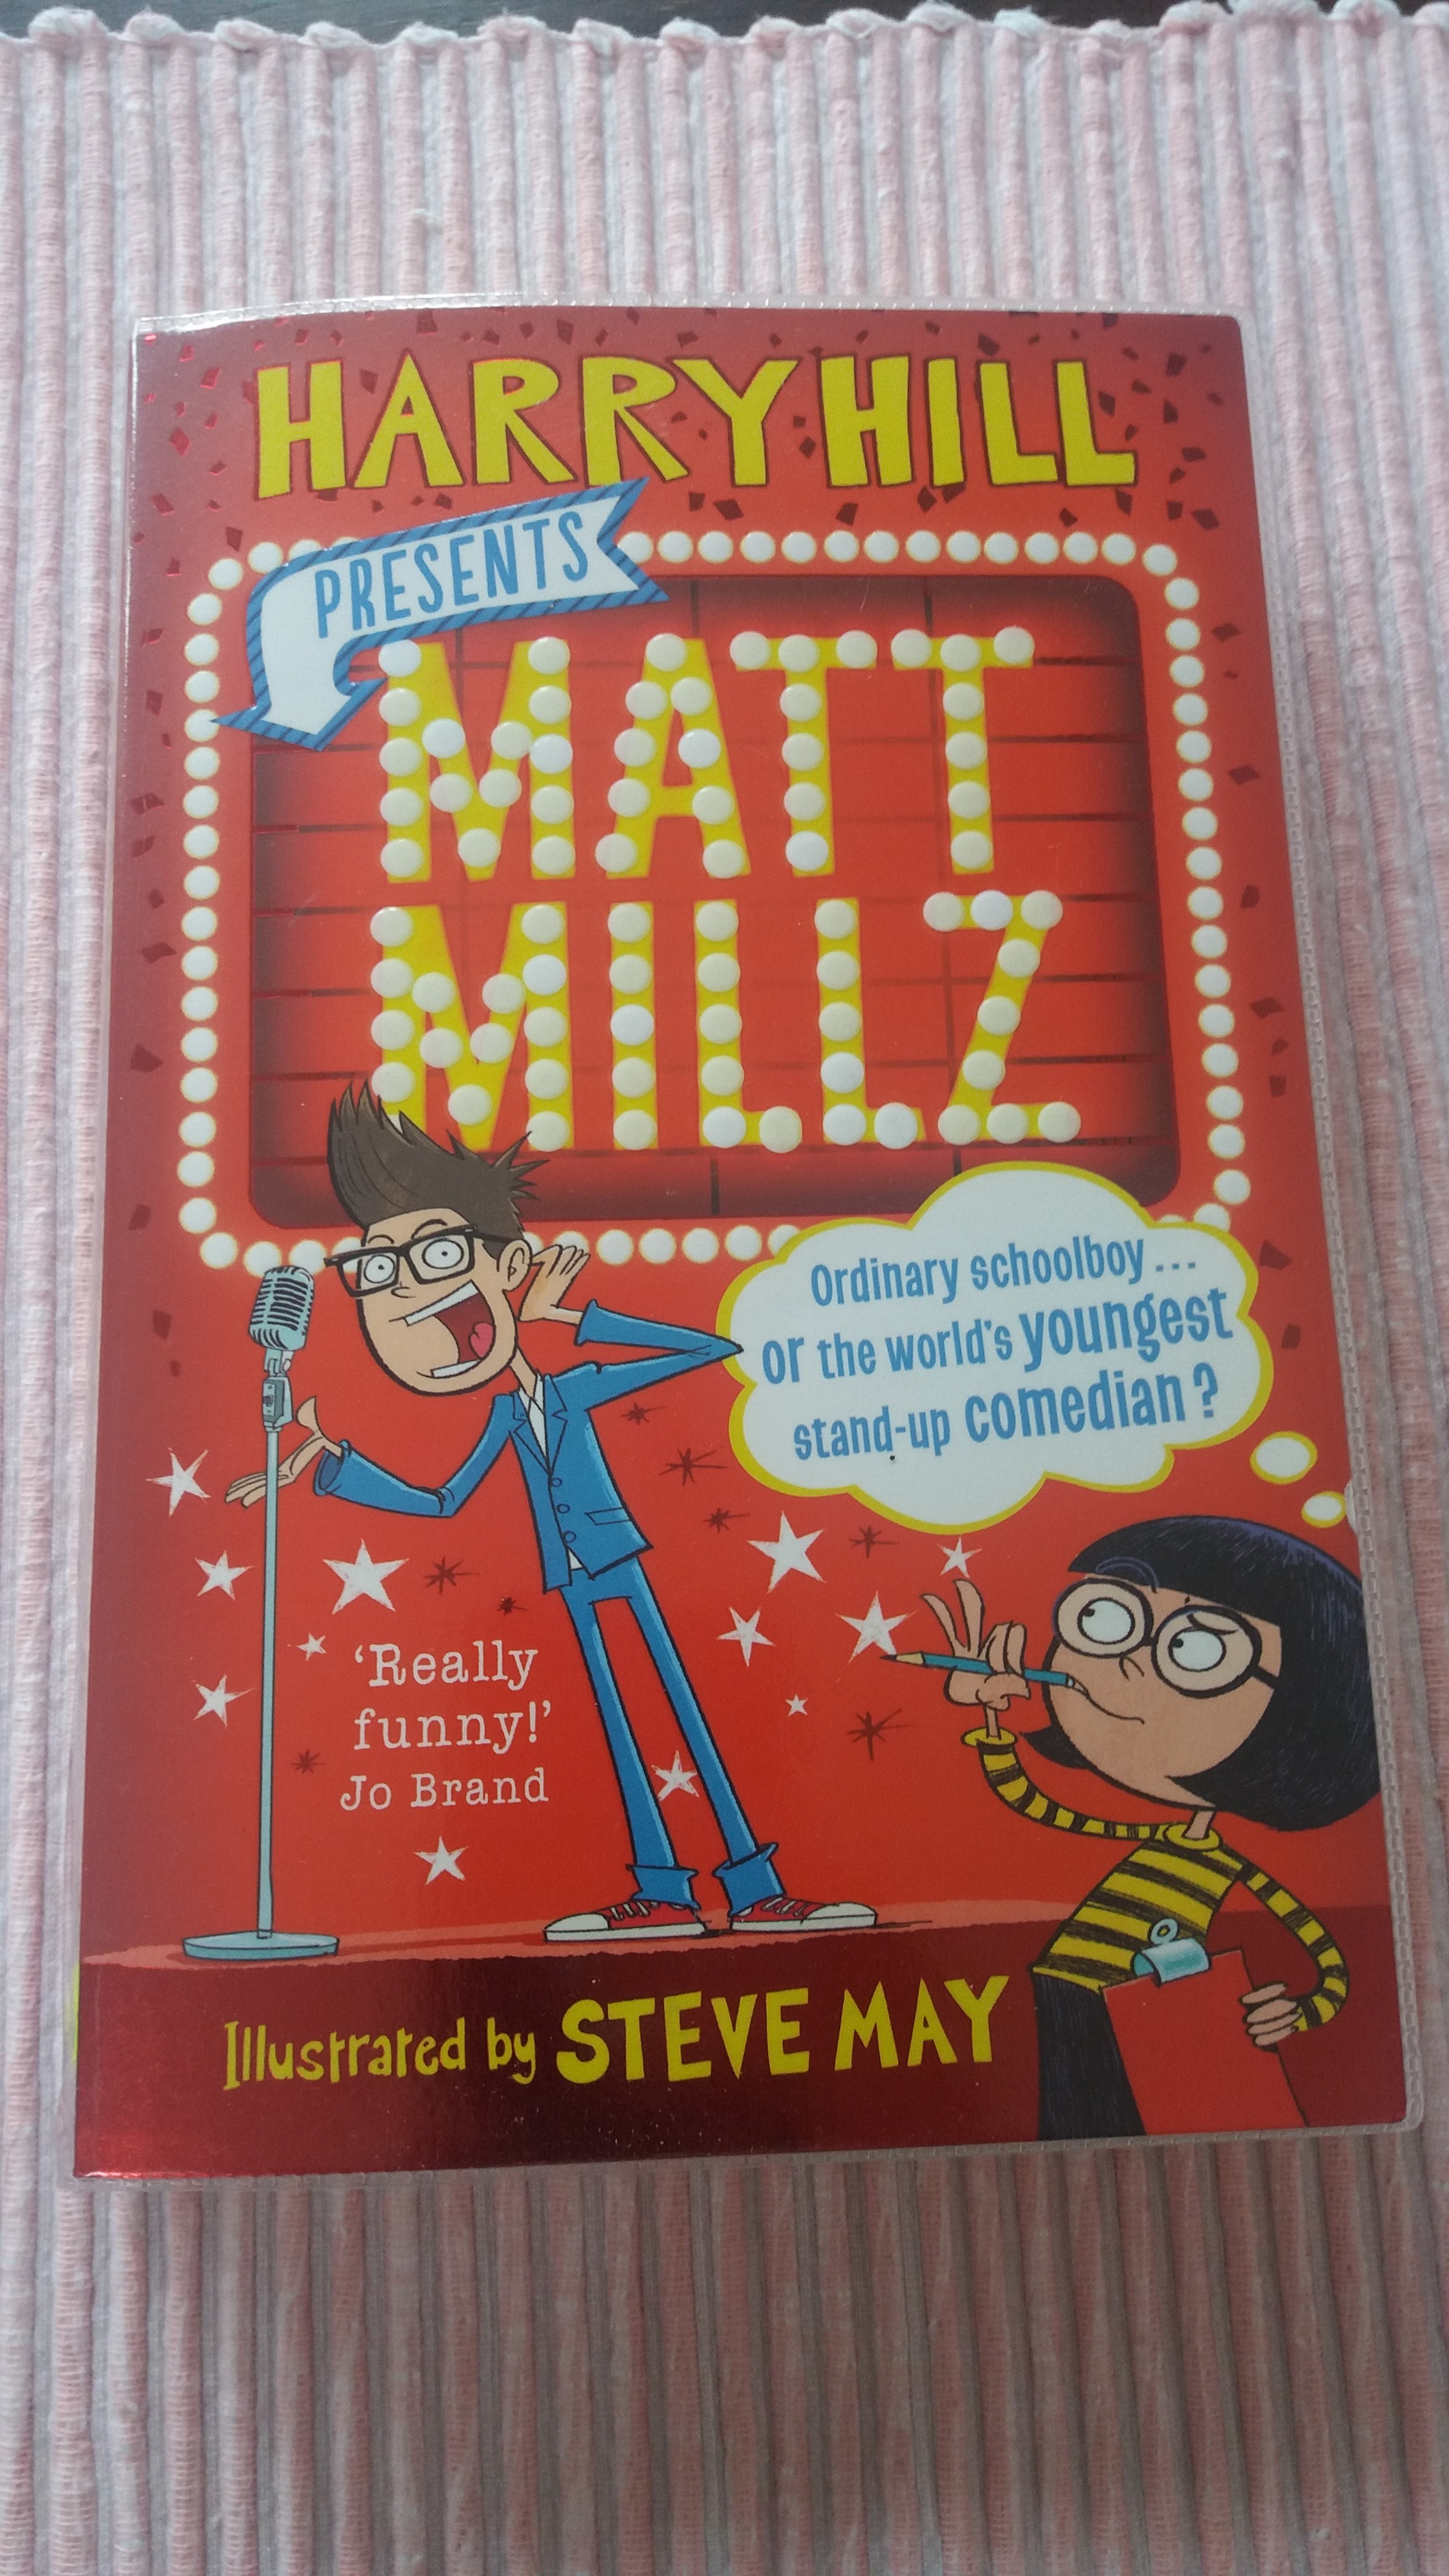 HARRY HILL
PRESENTS
MATT
MILLZ
Ordinary schoolboy ...
or the world's youngest
stand-up comedian?
'Really
funny!'
Jo Brand
Illustrated by STEVE MAY